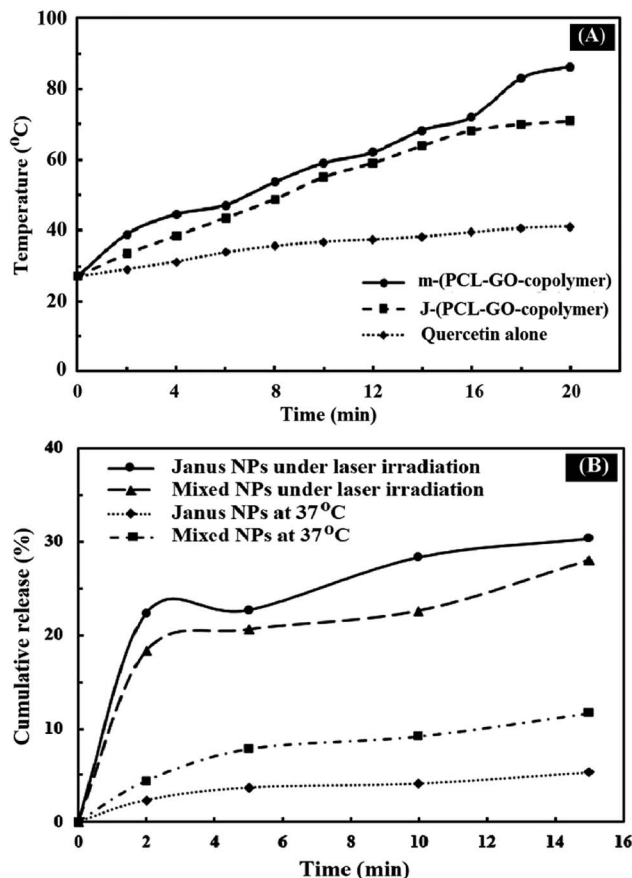 (A)
100
80
60
40
20
0
Temperature (⁰C)
m-(PCL-GO-copolymer)
J-(PCL-GO-copolymer)
Quercetin alone
0 4 8 12 16 20
Time (min)
(B)
40
30
20
10
0
Cumulative release (%)
Janus NPs under laser irradiation
Mixed NPs under laser irradiation
Janus NPs at 37⁰C
Mixed NPs at 37⁰C
0 2 4 6 8 10 12 14 16
Time (min)